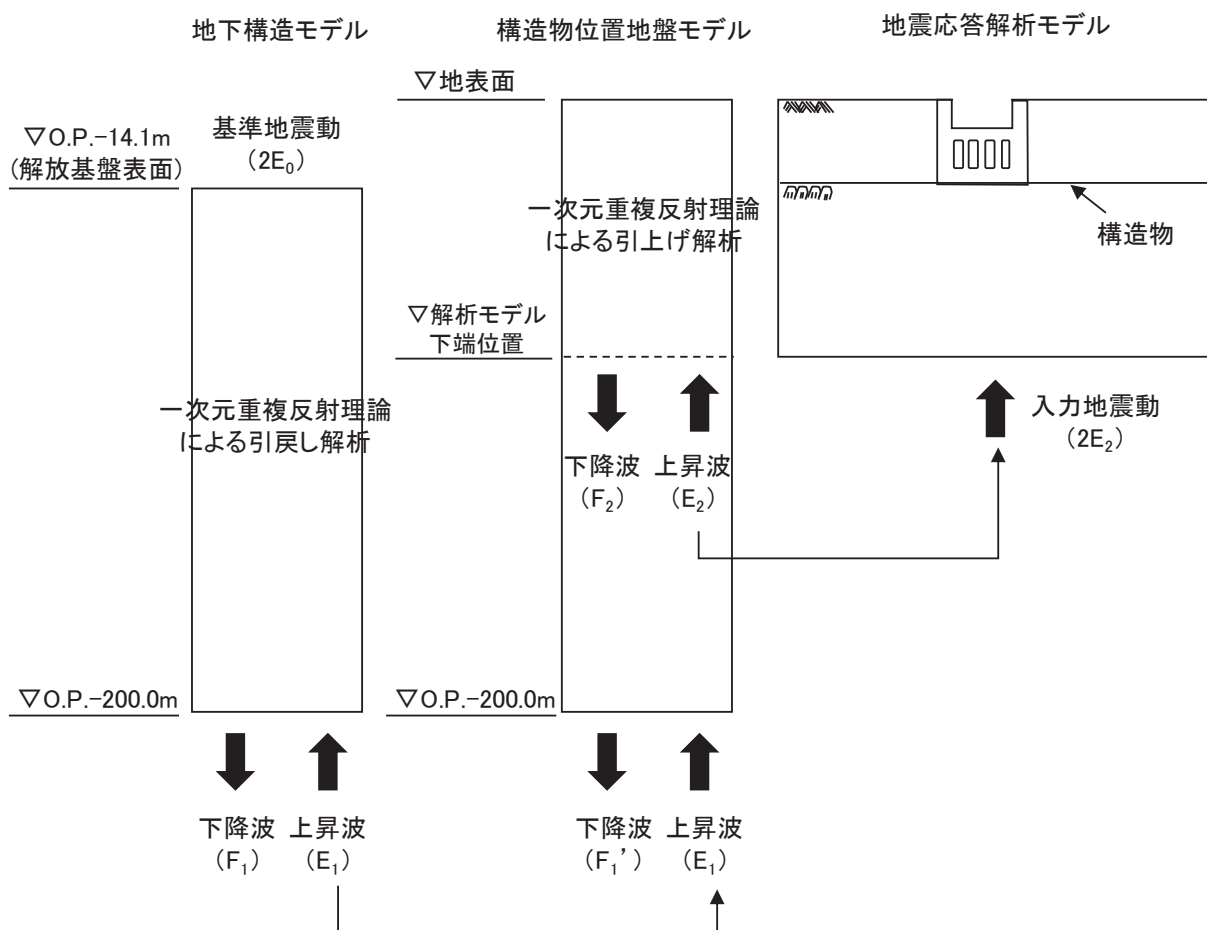 地下構造モデル
▽O.P.-14.1m
(解放基盤表面)
基準地震動
(2E₀)
一次元重複反射理論
による引戻し解析
▽O.P.-200.0m
下降波
(F₁)
上昇波
(E₁)
構造物位置地盤モデル
▽地表面
一次元重複反射理論
による引上げ解析
▽解析モデル
下端位置
下降波
(F₂)
上昇波
(E₂)
▽O.P.-200.0m
下降波
(F₁’)
上昇波
(E₁)
地震応答解析モデル
構造物
入力地震動
(2E₂)